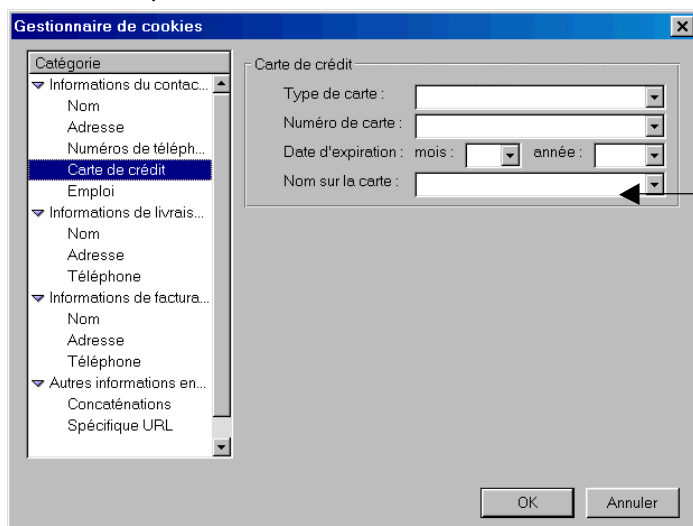 Gestionnaire de cookies
Catégorie
Informations du contac...
Nom
Adresse
Numéros de téléph...
Carte de crédit
Emploi
Informations de livrais...
Nom
Adresse
Téléphone
Informations de factura...
Nom
Adresse
Téléphone
Autres informations en...
Concaténations
Spécifique URL
Carte de crédit
Type de carte :
Numéro de carte :
Date d'expiration : mois : année :
Nom sur la carte :
OK Annuler